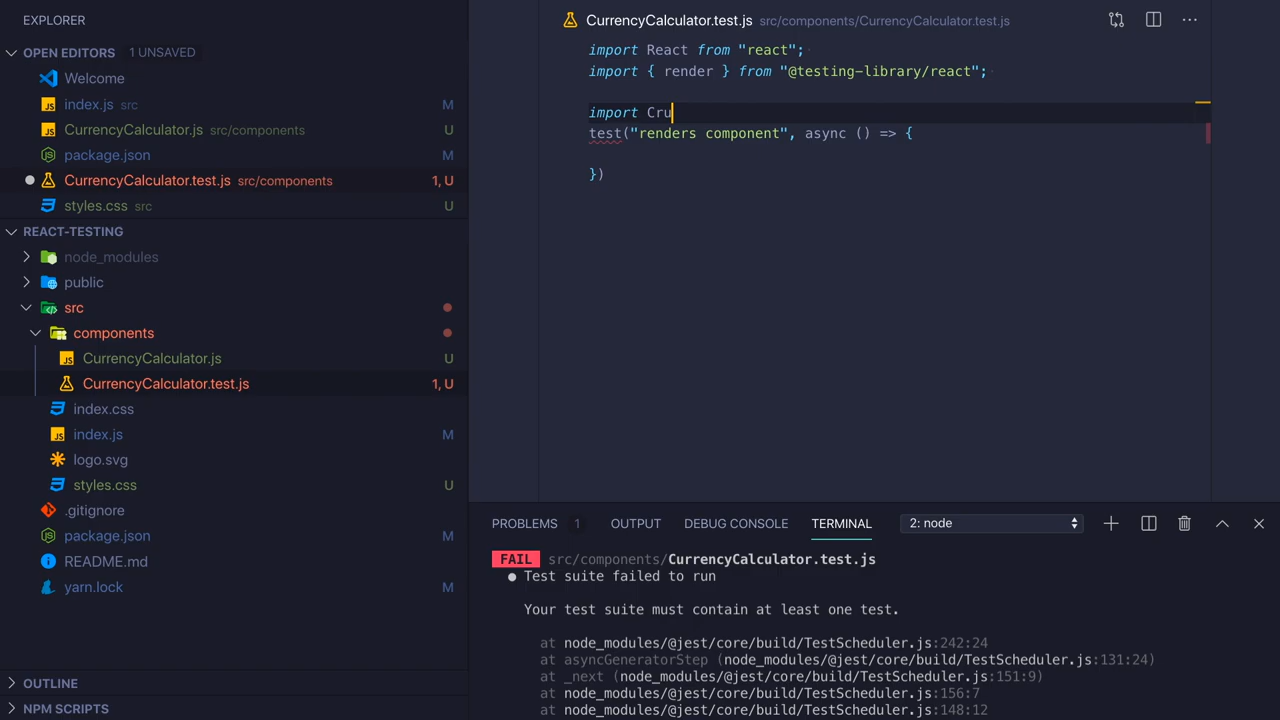 EXPLORER
OPEN EDITORS 1 UNSAVED
Welcome
index.js src M
CurrencyCalculator.js src/components U
package.json M
CurrencyCalculator.test.js src/components 1, U
styles.css src U
REACT-TESTING
node_modules
public
src
components
CurrencyCalculator.js U
CurrencyCalculator.test.js 1, U
index.css
index.js M
logo.svg
styles.css U
.gitignore
package.json M
README.md
yarn.lock M
OUTLINE
NPM SCRIPTS
CurrencyCalculator.test.js src/components/CurrencyCalculator.test.js
import React from "react";
import { render } from "@testing-library/react";
import Cru
test("renders component", async () => {
})
PROBLEMS 1 OUTPUT DEBUG CONSOLE TERMINAL 2: node
FAIL src/components/CurrencyCalculator.test.js
● Test suite failed to run
Your test suite must contain at least one test.
at node_modules/@jest/core/build/TestScheduler.js:242:24
at asyncGeneratorStep (node_modules/@jest/core/build/TestScheduler.js:131:24)
at _next (node_modules/@jest/core/build/TestScheduler.js:151:9)
at node_modules/@jest/core/build/TestScheduler.js:156:7
at node_modules/@jest/core/build/TestScheduler.js:148:12